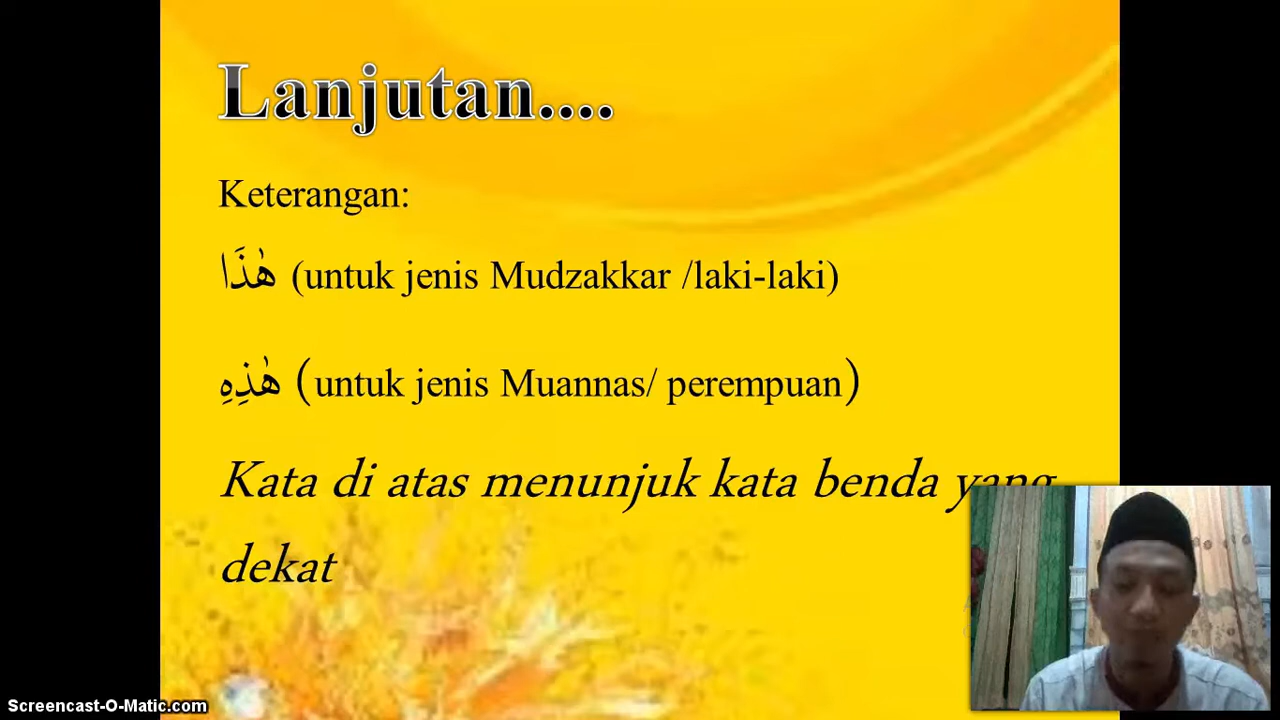 Lanjutan....
Keterangan:
هٰذَا (untuk jenis Mudzakkar /laki-laki)
هٰذِهِ (untuk jenis Muannas/ perempuan)
Kata di atas menunjuk kata benda yang
dekat
Screencast-O-Matic.com